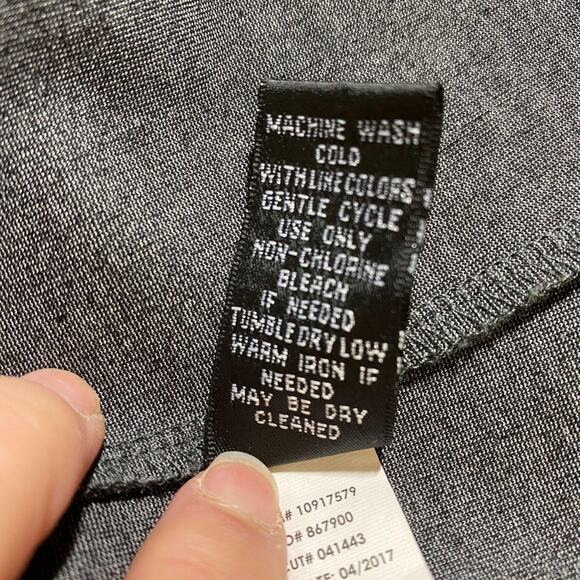 MACHINE WASH
COLD
WITH LIKE COLORS
GENTLE CYCLE
USE ONLY
NON-CHLORINE
BLEACH
IF NEEDED
TUMBLE DRY LOW
WARM IRON IF
NEEDED
MAY BE DRY
CLEANED
# 10917579
# 867900
CUT# 041443
04/2017